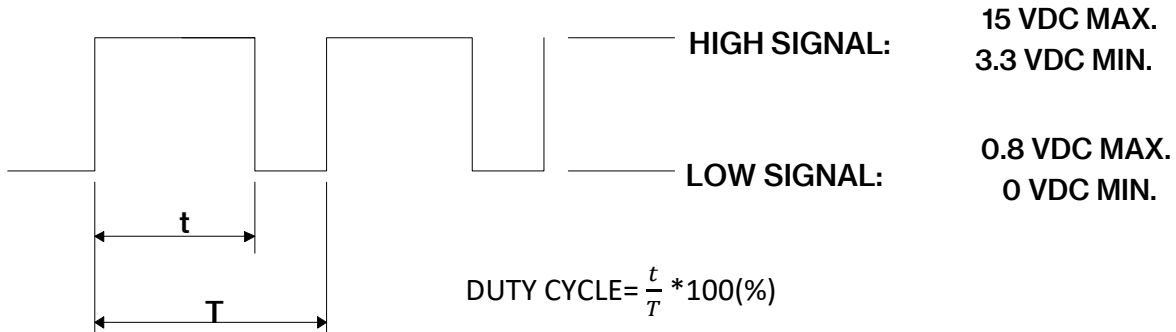 15 VDC MAX.
HIGH SIGNAL:
3.3 VDC MIN.
0.8 VDC MAX.
LOW SIGNAL:
0 VDC MIN.
t
T
DUTY CYCLE= t/T *100(%)